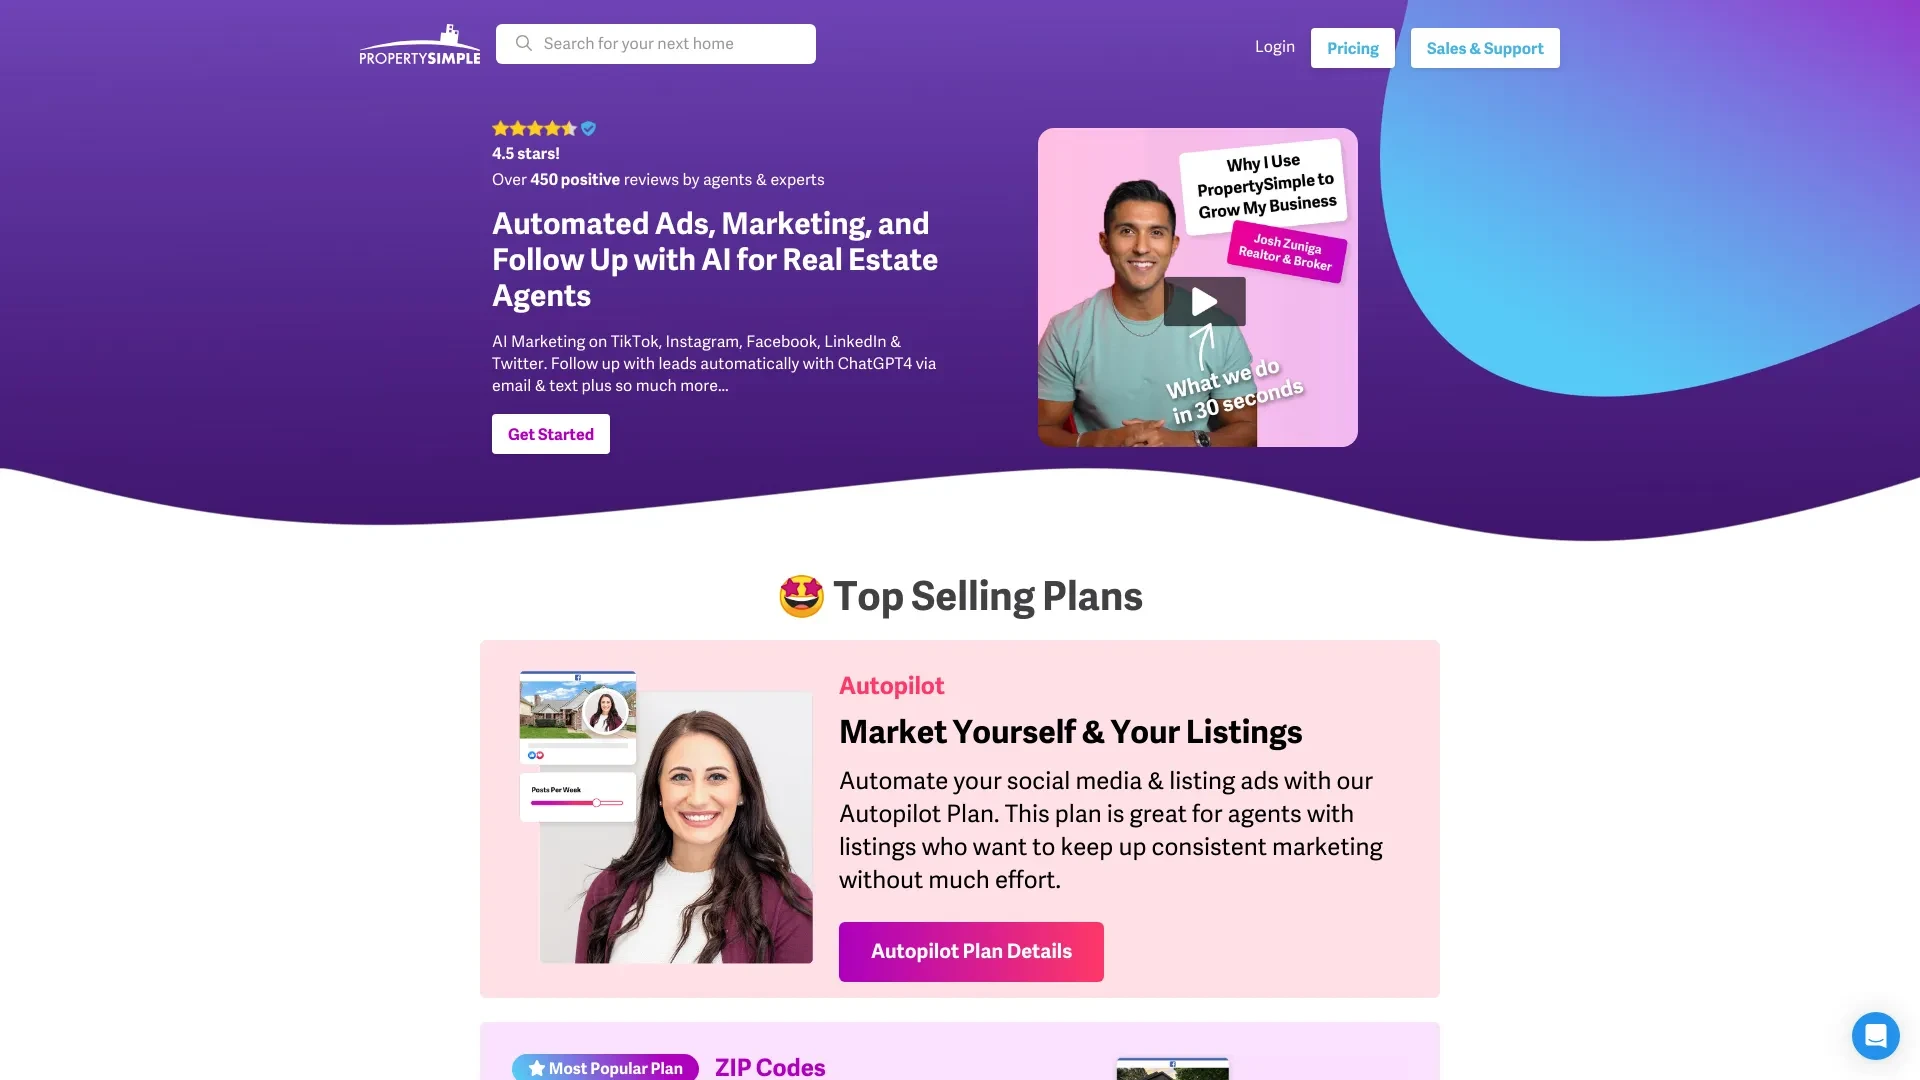 PROPERTYSIMPLE
Search for your next home
Login
Pricing
Sales & Support
4.5 stars!
Over 450 positive reviews by agents & experts
Automated Ads, Marketing, and
Follow Up with AI for Real Estate
Agents
AI Marketing on TikTok, Instagram, Facebook, LinkedIn &
Twitter. Follow up with leads automatically with ChatGPT4 via
email & text plus so much more...
Get Started
Why I Use
PropertySimple to
Grow My Business
Josh Zuniga
Realtor & Broker
What we do
in 30 seconds
🤩 Top Selling Plans
Posts Per Week
Autopilot
Market Yourself & Your Listings
Automate your social media & listing ads with our
Autopilot Plan. This plan is great for agents with
listings who want to keep up consistent marketing
without much effort.
Autopilot Plan Details
Most Popular Plan
ZIP Codes